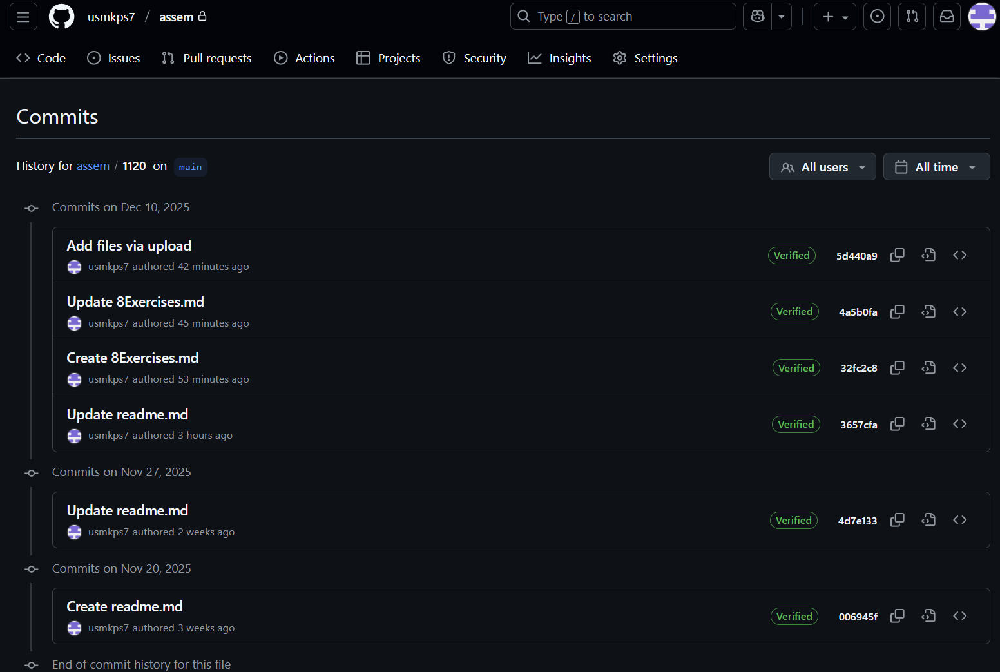 usmkps7 / assem
Type / to search
Code Issues Pull requests Actions Projects Security Insights Settings
Commits
History for assem / 1120 on main
All users All time
Commits on Dec 10, 2025
Add files via upload
usmkps7 authored 42 minutes ago
Verified 5d440a9
Update 8Exercises.md
usmkps7 authored 45 minutes ago
Verified 4a5b0fa
Create 8Exercises.md
usmkps7 authored 53 minutes ago
Verified 32fc2c8
Update readme.md
usmkps7 authored 3 hours ago
Verified 3657cfa
Commits on Nov 27, 2025
Update readme.md
usmkps7 authored 2 weeks ago
Verified 4d7e133
Commits on Nov 20, 2025
Create readme.md
usmkps7 authored 3 weeks ago
Verified 006945f
End of commit history for this file